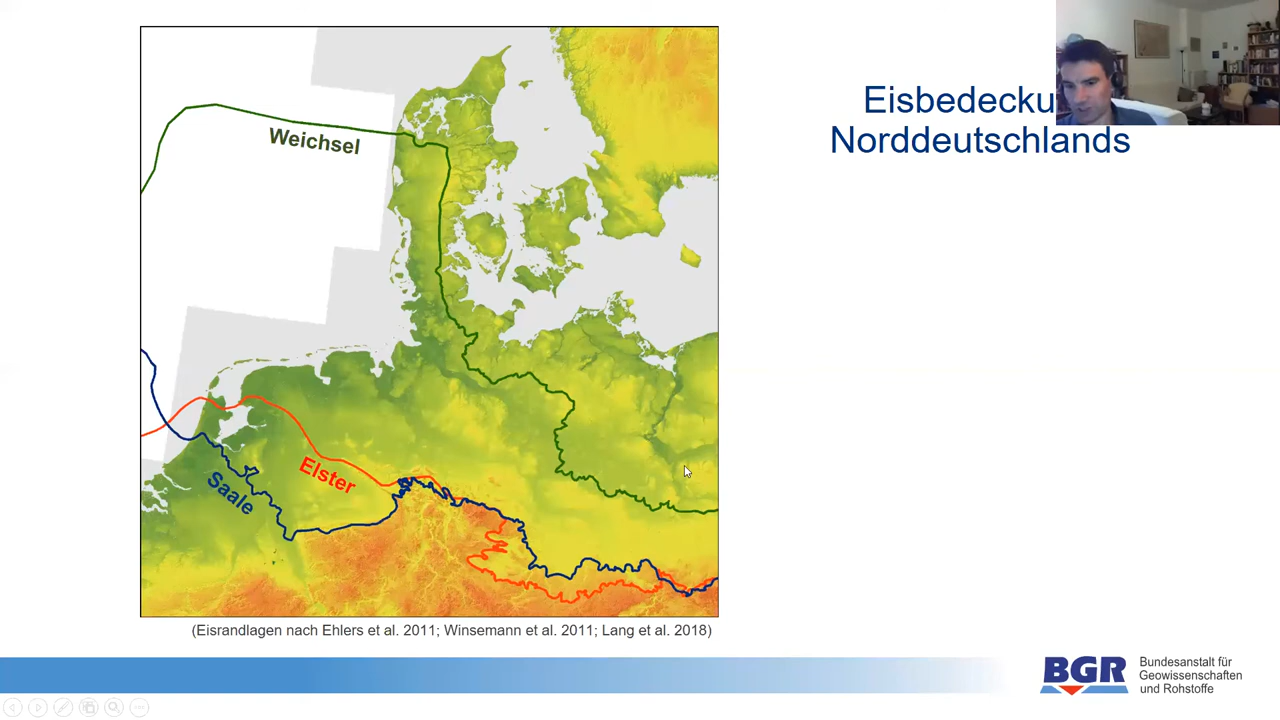 Eisbedecku
Norddeutschlands
Weichsel
Elster
Saale
(Eisrandlagen nach Ehlers et al. 2011; Winsemann et al. 2011; Lang et al. 2018)
BGR
Bundesanstalt für
Geowissenschaften
und Rohstoffe